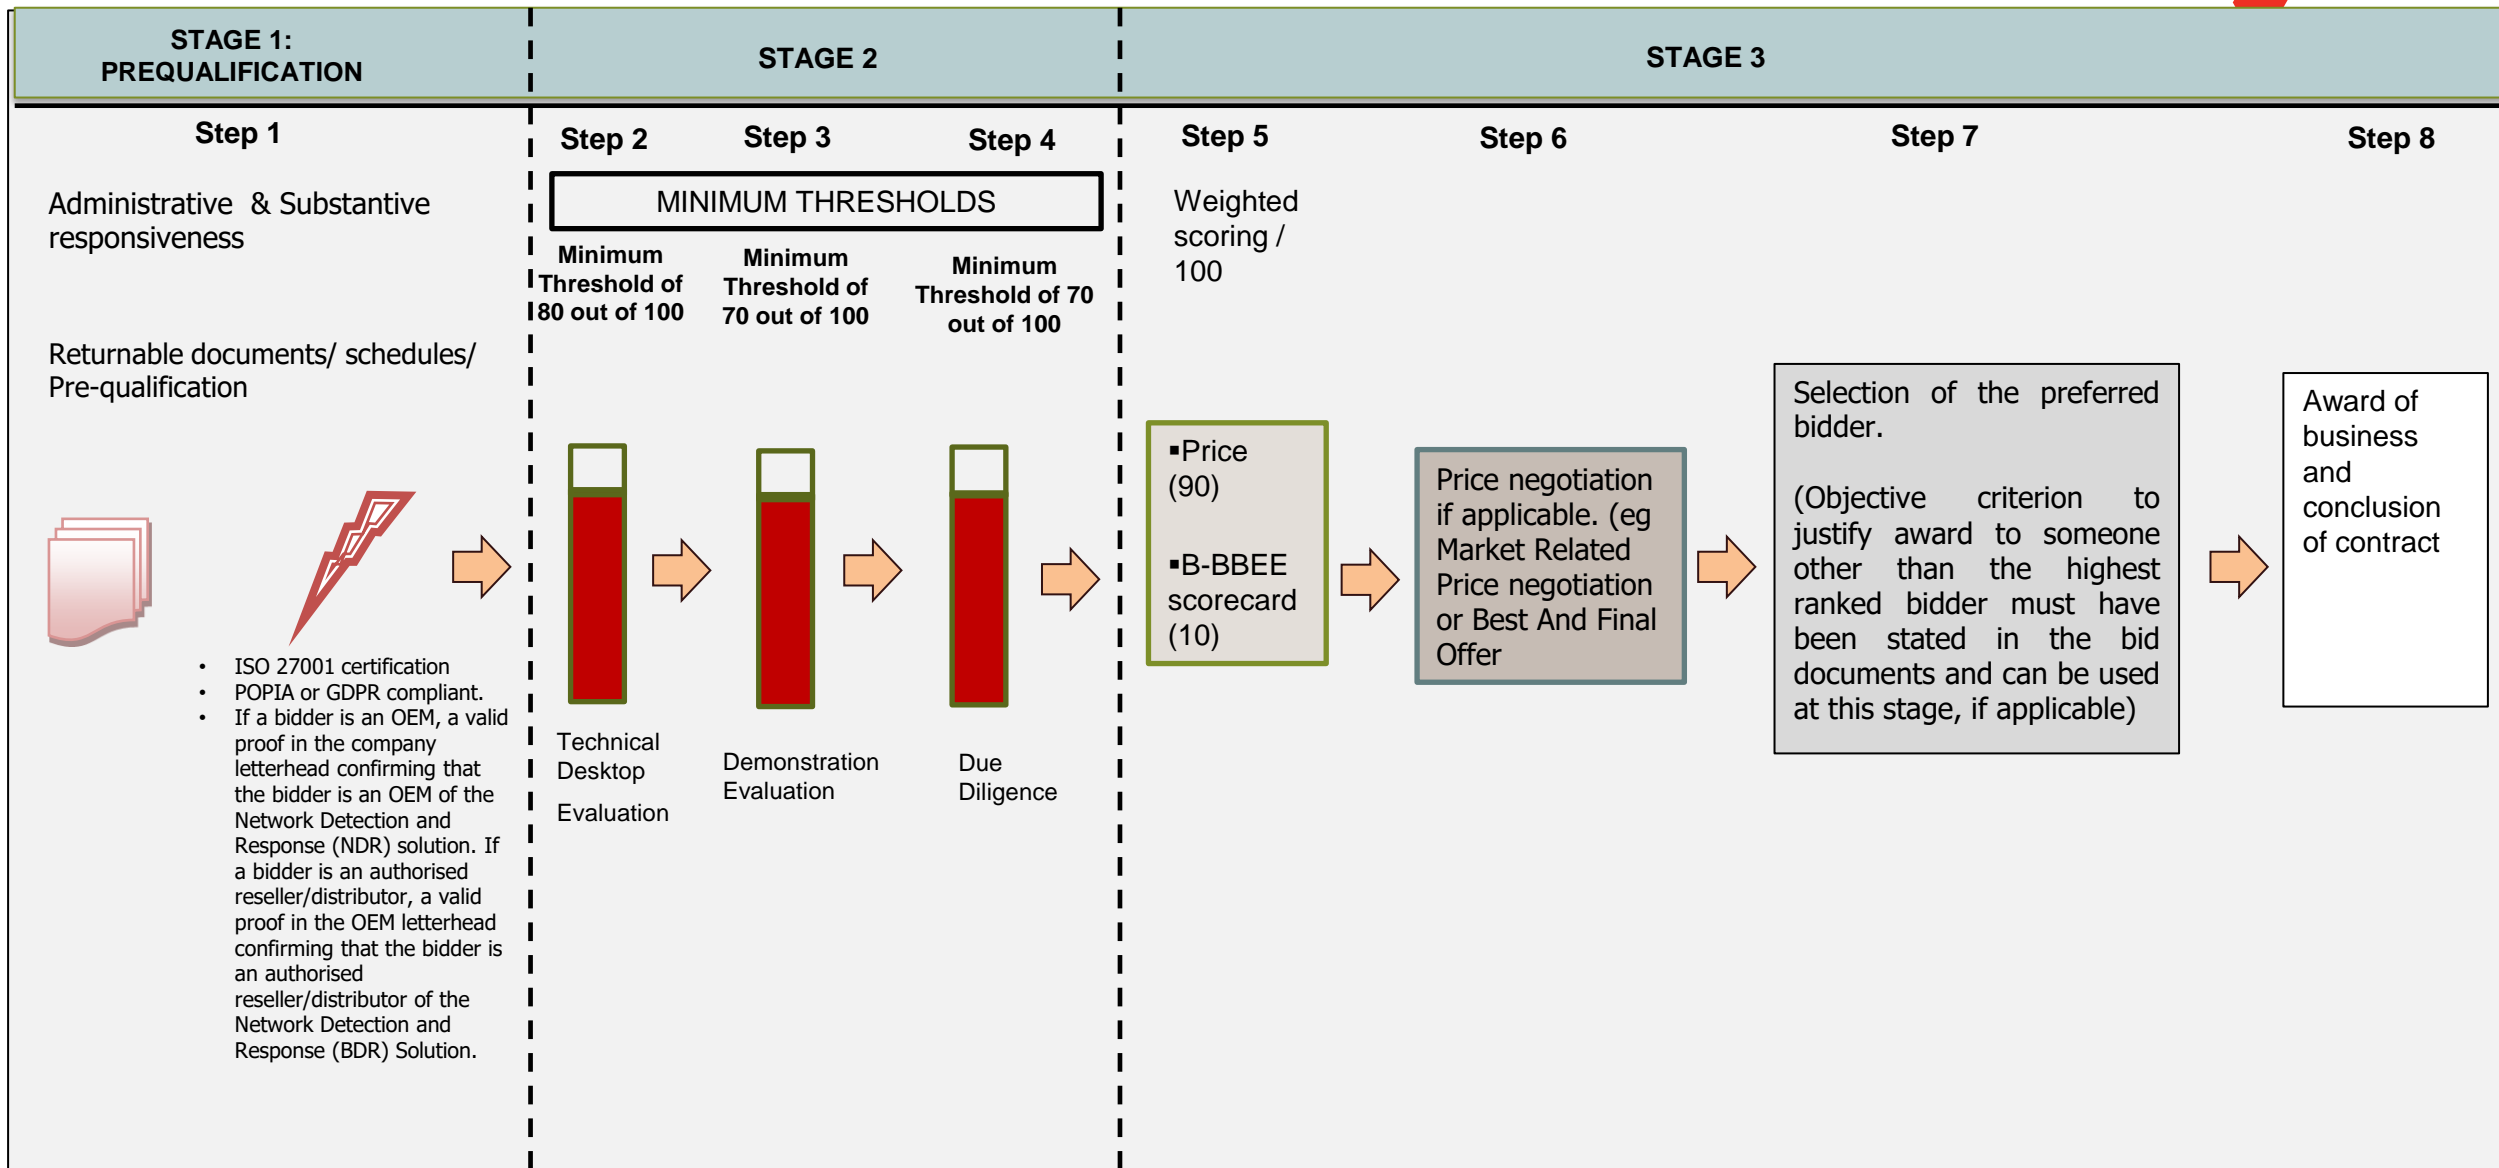 STAGE 1:
PREQUALIFICATION
STAGE 2
STAGE 3
Step 1
Administrative & Substantive
responsiveness
Returnable documents/ schedules/
Pre-qualification
• ISO 27001 certification
• POPIA or GDPR compliant.
• If a bidder is an OEM, a valid
proof in the company
letterhead confirming that
the bidder is an OEM of the
Network Detection and
Response (NDR) solution. If
a bidder is an authorised
reseller/distributor, a valid
proof in the OEM letterhead
confirming that the bidder is
an authorised
reseller/distributor of the
Network Detection and
Response (BDR) Solution.
Step 2
Step 3
Step 4
MINIMUM THRESHOLDS
Minimum
Threshold of
80 out of 100
Minimum
Threshold of
70 out of 100
Minimum
Threshold of 70
out of 100
Technical
Desktop
Evaluation
Demonstration
Evaluation
Due
Diligence
Step 5
Weighted
scoring /
100
▪Price
(90)
▪B-BBEE
scorecard
(10)
Step 6
Price negotiation
if applicable. (eg
Market Related
Price negotiation
or Best And Final
Offer
Step 7
Selection of the preferred
bidder.
(Objective criterion to
justify award to someone
other than the highest
ranked bidder must have
been stated in the bid
documents and can be used
at this stage, if applicable)
Step 8
Award of
business
and
conclusion
of contract